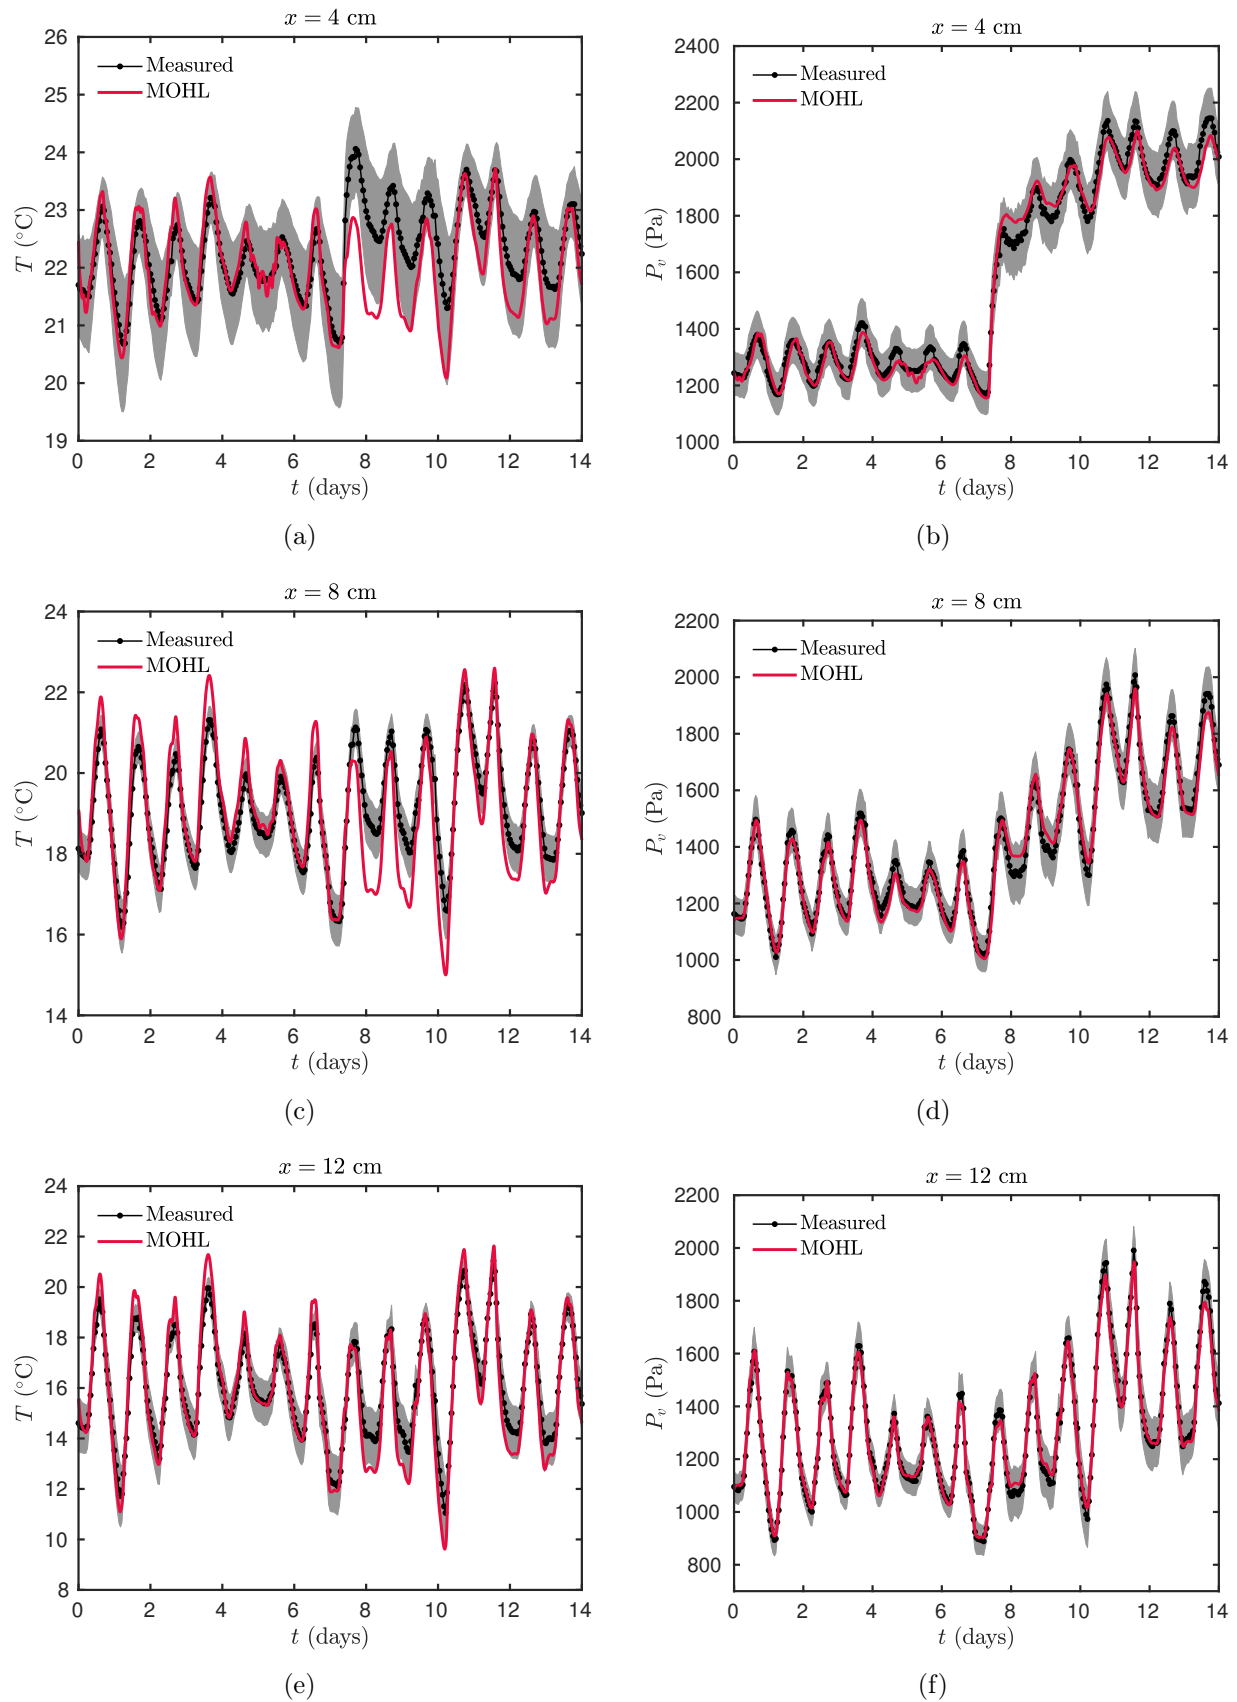 x = 4 cm
26
25
24
23
22
21
20
19
T (°C)
Measured
MOHL
0 2 4 6 8 10 12 14
t (days)
(a)
x = 4 cm
2400
2200
2000
1800
1600
1400
1200
1000
P_v (Pa)
Measured
MOHL
0 2 4 6 8 10 12 14
t (days)
(b)
x = 8 cm
24
22
20
18
16
14
T (°C)
Measured
MOHL
0 2 4 6 8 10 12 14
t (days)
(c)
x = 8 cm
2200
2000
1800
1600
1400
1200
1000
800
P_v (Pa)
Measured
MOHL
0 2 4 6 8 10 12 14
t (days)
(d)
x = 12 cm
24
22
20
18
16
14
12
10
8
T (°C)
Measured
MOHL
0 2 4 6 8 10 12 14
t (days)
(e)
x = 12 cm
2200
2000
1800
1600
1400
1200
1000
800
P_v (Pa)
Measured
MOHL
0 2 4 6 8 10 12 14
t (days)
(f)